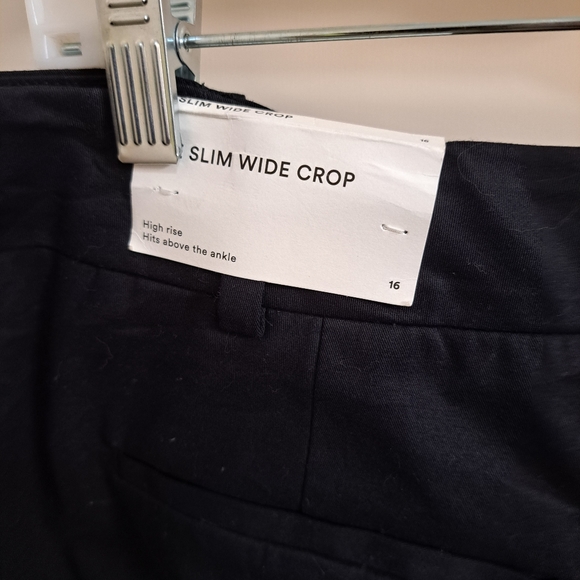 SLIM WIDE CROP
SLIM WIDE CROP
High rise
Hits above the ankle
16